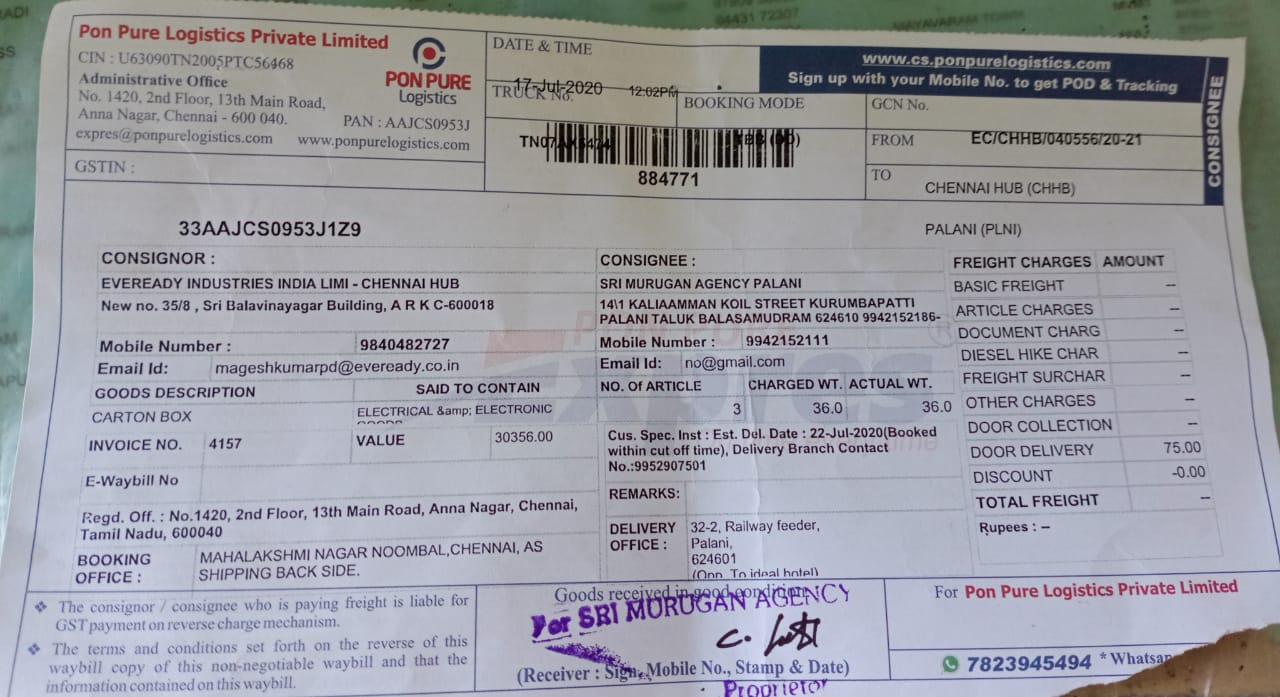 Pon Pure Logistics Private Limited
CIN : U63090TN2005PTC56468
Administrative Office
No. 1420, 2nd Floor, 13th Main Road,
Anna Nagar, Chennai - 600 040.
PAN : AAJCS0953J
expres@ponpurelogistics.com www.ponpurelogistics.com
PON PURE
Logistics
GSTIN :
33AAJCS0953J1Z9
DATE & TIME
17-Jul-2020 12:02PM
TRUCK No.
BOOKING MODE
884771
www.cs.ponpurelogistics.com
Sign up with your Mobile No. to get POD & Tracking
CONSIGNEE
GCN No.
EC/CHHB/040556/20-21
FROM
CHENNAI HUB (CHHB)
TO
PALANI (PLNI)
CONSIGNOR :
EVEREADY INDUSTRIES INDIA LIMI - CHENNAI HUB
New no. 35/8 , Sri Balavinayagar Building, A R K C-600018
Mobile Number : 9840482727
Email Id: mageshkumarpd@eveready.co.in
CONSIGNEE :
SRI MURUGAN AGENCY PALANI
14\1 KALIAAMMAN KOIL STREET KURUMBAPATTI
PALANI TALUK BALASAMUDRAM 624610 9942152186-
Mobile Number : 9942152111
Email Id: no@gmail.com
GOODS DESCRIPTION SAID TO CONTAIN
CARTON BOX ELECTRICAL &amp; ELECTRONIC
INVOICE NO. 4157 VALUE 30356.00
E-Waybill No
Regd. Off. : No.1420, 2nd Floor, 13th Main Road, Anna Nagar, Chennai,
Tamil Nadu, 600040
BOOKING OFFICE : MAHALAKSHMI NAGAR NOOMBAL,CHENNAI, AS
SHIPPING BACK SIDE.
NO. OF ARTICLE CHARGED WT. ACTUAL WT.
3 36.0 36.0
Cus. Spec. Inst : Est. Del. Date : 22-Jul-2020(Booked
within cut off time), Delivery Branch Contact
No.:9952907501
REMARKS:
DELIVERY OFFICE : 32-2, Railway feeder,
Palani,
624601
(Opp. To ideal hotel)
FREIGHT CHARGES AMOUNT
BASIC FREIGHT --
ARTICLE CHARGES --
DOCUMENT CHARG --
DIESEL HIKE CHAR --
FREIGHT SURCHAR --
OTHER CHARGES --
DOOR COLLECTION --
DOOR DELIVERY 75.00
DISCOUNT -0.00
TOTAL FREIGHT --
Rupees : --
The consignor / consignee who is paying freight is liable for
GST payment on reverse charge mechanism.
The terms and conditions set forth on the reverse of this
waybill copy of this non-negotiable waybill and that the
information contained on this waybill.
Goods received in good condition
For SRI MURUGAN AGENCY
(Receiver : Sign, Mobile No., Stamp & Date)
Proprietor
For Pon Pure Logistics Private Limited
7823945494 *Whatsap